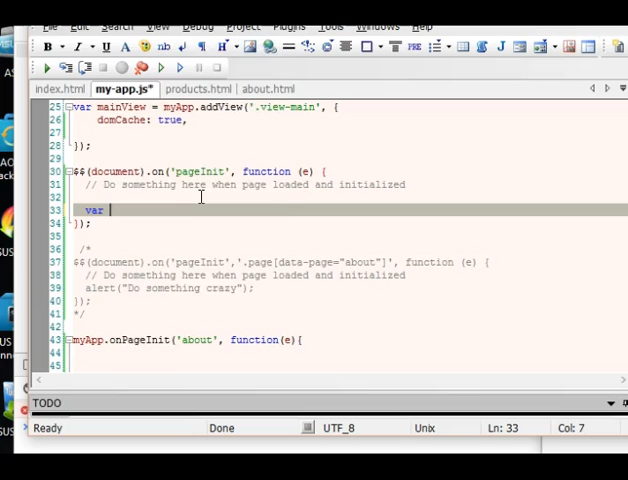 Edit Search View Debug Project Plugins Tools Windows Help
B I U A nb PRE
index.html my-app.js* products.html about.html
25 var mainView = myApp.addView('.view-main', {
26 domCache: true,
27
28 });
29
30 $$(document).on('pageInit', function (e) {
31 // Do something here when page loaded and initialized
32
33 var
34 });
35
36 /*
37 $$(document).on('pageInit','.page[data-page="about"]', function (e) {
38 // Do something here when page loaded and initialized
39 alert("Do something crazy");
40 });
41 */
42
43 myApp.onPageInit('about', function(e){
44
45
TODO
Ready Done UTF_8 Unix Ln: 33 Col: 7